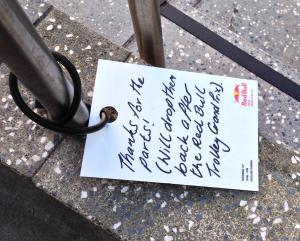 Thanks for the
parts!
(Will drop them
back after
the Red Bull
Trolley Grand Prix)
Red Bull